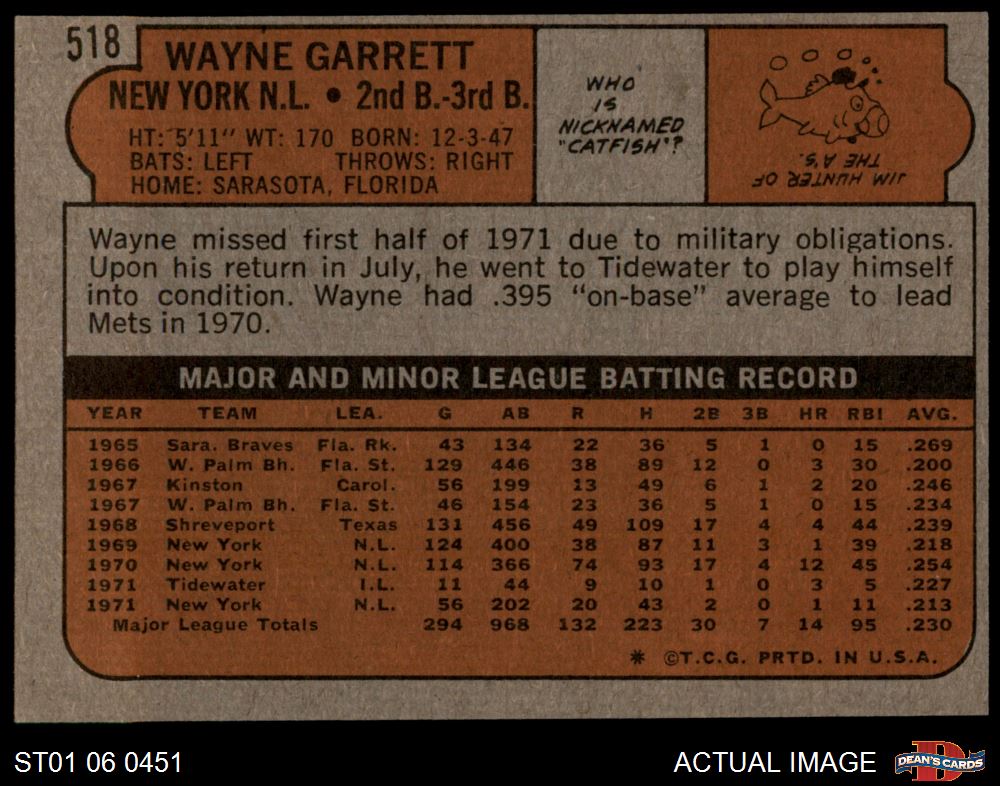 518
WAYNE GARRETT
NEW YORK N.L. • 2nd B.-3rd B.
HT: 5'11" WT: 170 BORN: 12-3-47
BATS: LEFT THROWS: RIGHT
HOME: SARASOTA, FLORIDA
WHO
IS
NICKNAMED
"CATFISH"?
JIM HUNTER OF
THE A'S.
Wayne missed first half of 1971 due to military obligations.
Upon his return in July, he went to Tidewater to play himself
into condition. Wayne had .395 "on-base" average to lead
Mets in 1970.
MAJOR AND MINOR LEAGUE BATTING RECORD
YEAR TEAM LEA. G AB R H 2B 3B HR RBI AVG.
1965 Sara. Braves Fla. Rk. 43 134 22 36 5 1 0 15 .269
1966 W. Palm Bh. Fla. St. 129 446 38 89 12 0 3 30 .200
1967 Kinston Carol. 56 199 13 49 6 1 2 20 .246
1967 W. Palm Bh. Fla. St. 46 154 23 36 5 1 0 15 .234
1968 Shreveport Texas 131 456 49 109 17 4 4 44 .239
1969 New York N.L. 124 400 38 87 11 3 1 39 .218
1970 New York N.L. 114 366 74 93 17 4 12 45 .254
1971 Tidewater I.L. 11 44 9 10 1 0 3 5 .227
1971 New York N.L. 56 202 20 43 2 0 1 11 .213
Major League Totals 294 968 132 223 30 7 14 95 .230
* ©T.C.G. PRTD. IN U.S.A.
ST01 06 0451
ACTUAL IMAGE
DEAN'S CARDS